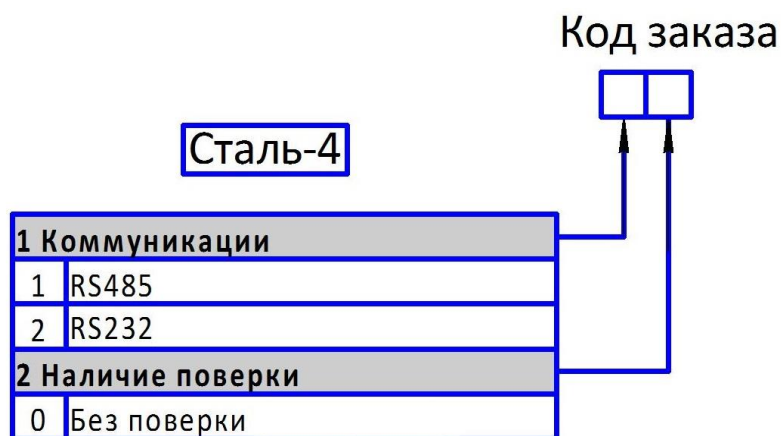 Код заказа
Сталь-4
1 Коммуникации
1 RS485
2 RS232
2 Наличие поверки
0 Без поверки